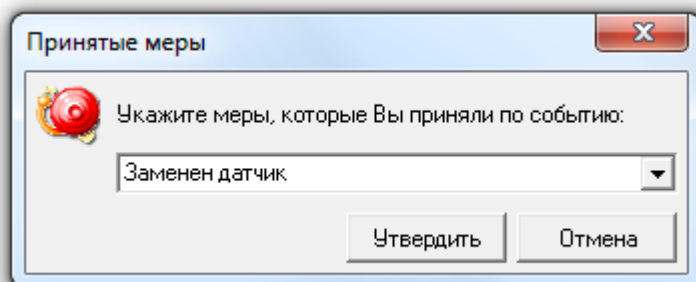 Принятые меры
Укажите меры, которые Вы приняли по событию:
Заменен датчик
Утвердить
Отмена